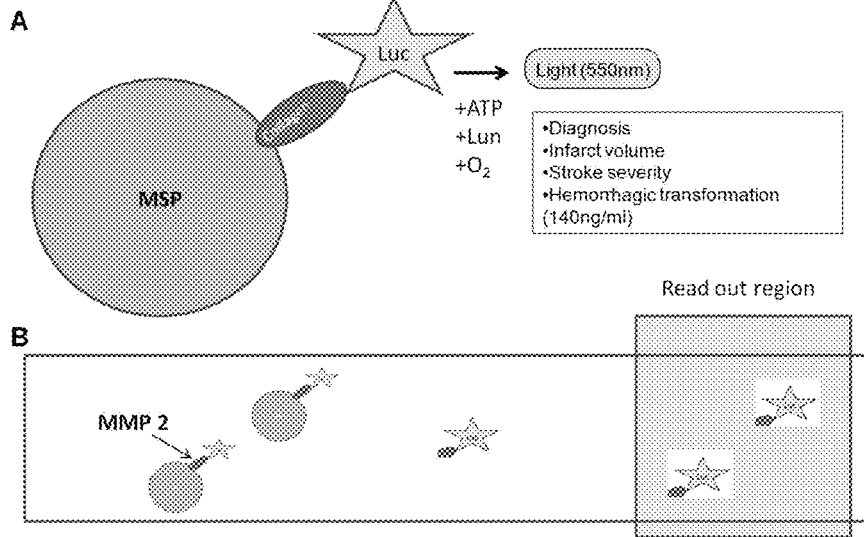 A
Luc
Light (550nm)
+ATP
+Lun
+O₂
MSP
•Diagnosis
•Infarct volume
•Stroke severity
•Hemorrhagic transformation
(140ng/ml)
Read out region
B
MMP 2